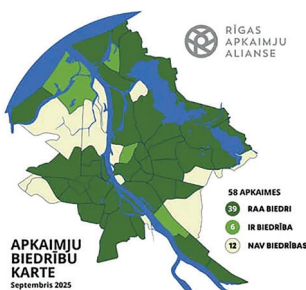 RĪGAS
APKAIMJU
ALIANSE
58 APKAIMES
39 RAA BIEDRI
6 IR BIEDRĪBA
12 NAV BIEDRĪBAS
APKAIMJU
BIEDRĪBU
KARTE
Septembris 2025